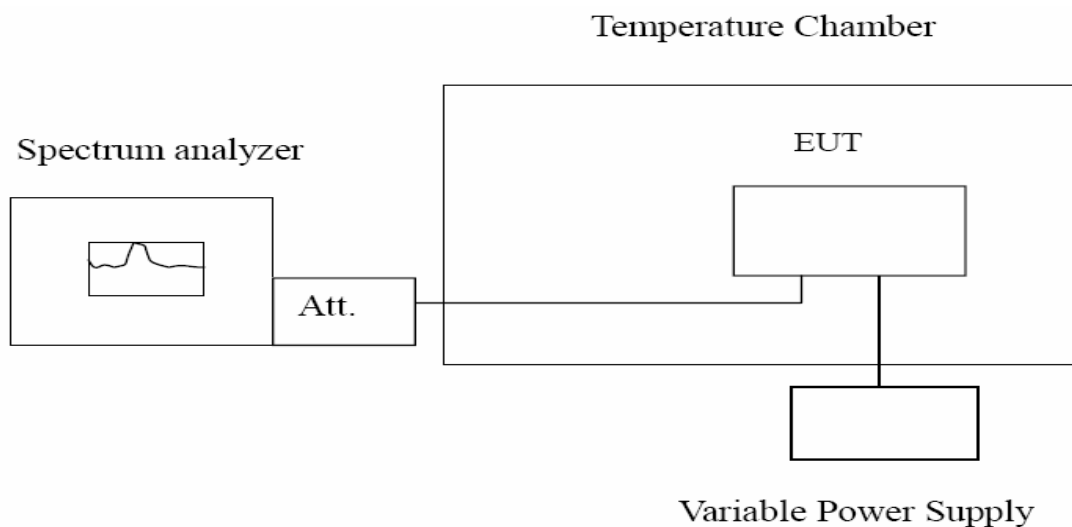 Temperature Chamber
Spectrum analyzer
EUT
Att.
Variable Power Supply